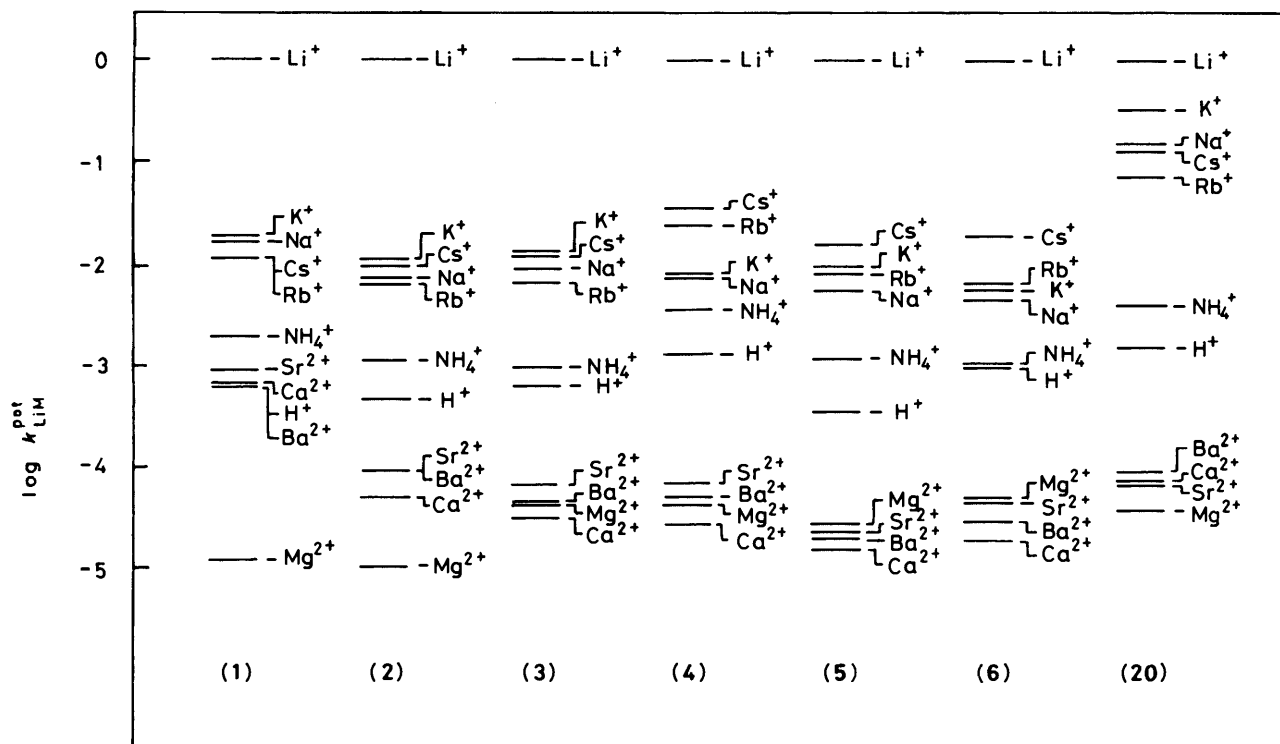 log k^pot_LiM
0
-1
-2
-3
-4
-5
Li⁺
K⁺
Na⁺
Cs⁺
Rb⁺
NH₄⁺
Sr²⁺
Ca²⁺
H⁺
Ba²⁺
Mg²⁺
(1)
Li⁺
K⁺
Cs⁺
Na⁺
Rb⁺
NH₄⁺
H⁺
Sr²⁺
Ba²⁺
Ca²⁺
Mg²⁺
(2)
Li⁺
K⁺
Cs⁺
Na⁺
Rb⁺
NH₄⁺
H⁺
Sr²⁺
Ba²⁺
Mg²⁺
Ca²⁺
(3)
Li⁺
Cs⁺
Rb⁺
K⁺
Na⁺
NH₄⁺
H⁺
Sr²⁺
Ba²⁺
Mg²⁺
Ca²⁺
(4)
Li⁺
Cs⁺
K⁺
Rb⁺
Na⁺
NH₄⁺
H⁺
Mg²⁺
Sr²⁺
Ba²⁺
Ca²⁺
(5)
Li⁺
Cs⁺
Rb⁺
K⁺
Na⁺
NH₄⁺
H⁺
Mg²⁺
Sr²⁺
Ba²⁺
Ca²⁺
(6)
Li⁺
K⁺
Na⁺
Cs⁺
Rb⁺
NH₄⁺
H⁺
Ba²⁺
Ca²⁺
Sr²⁺
Mg²⁺
(20)